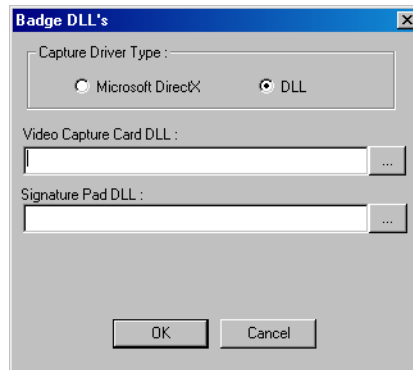 Badge DLL's
Capture Driver Type :
Microsoft DirectX DLL
Video Capture Card DLL :
...
Signature Pad DLL :
...
OK Cancel